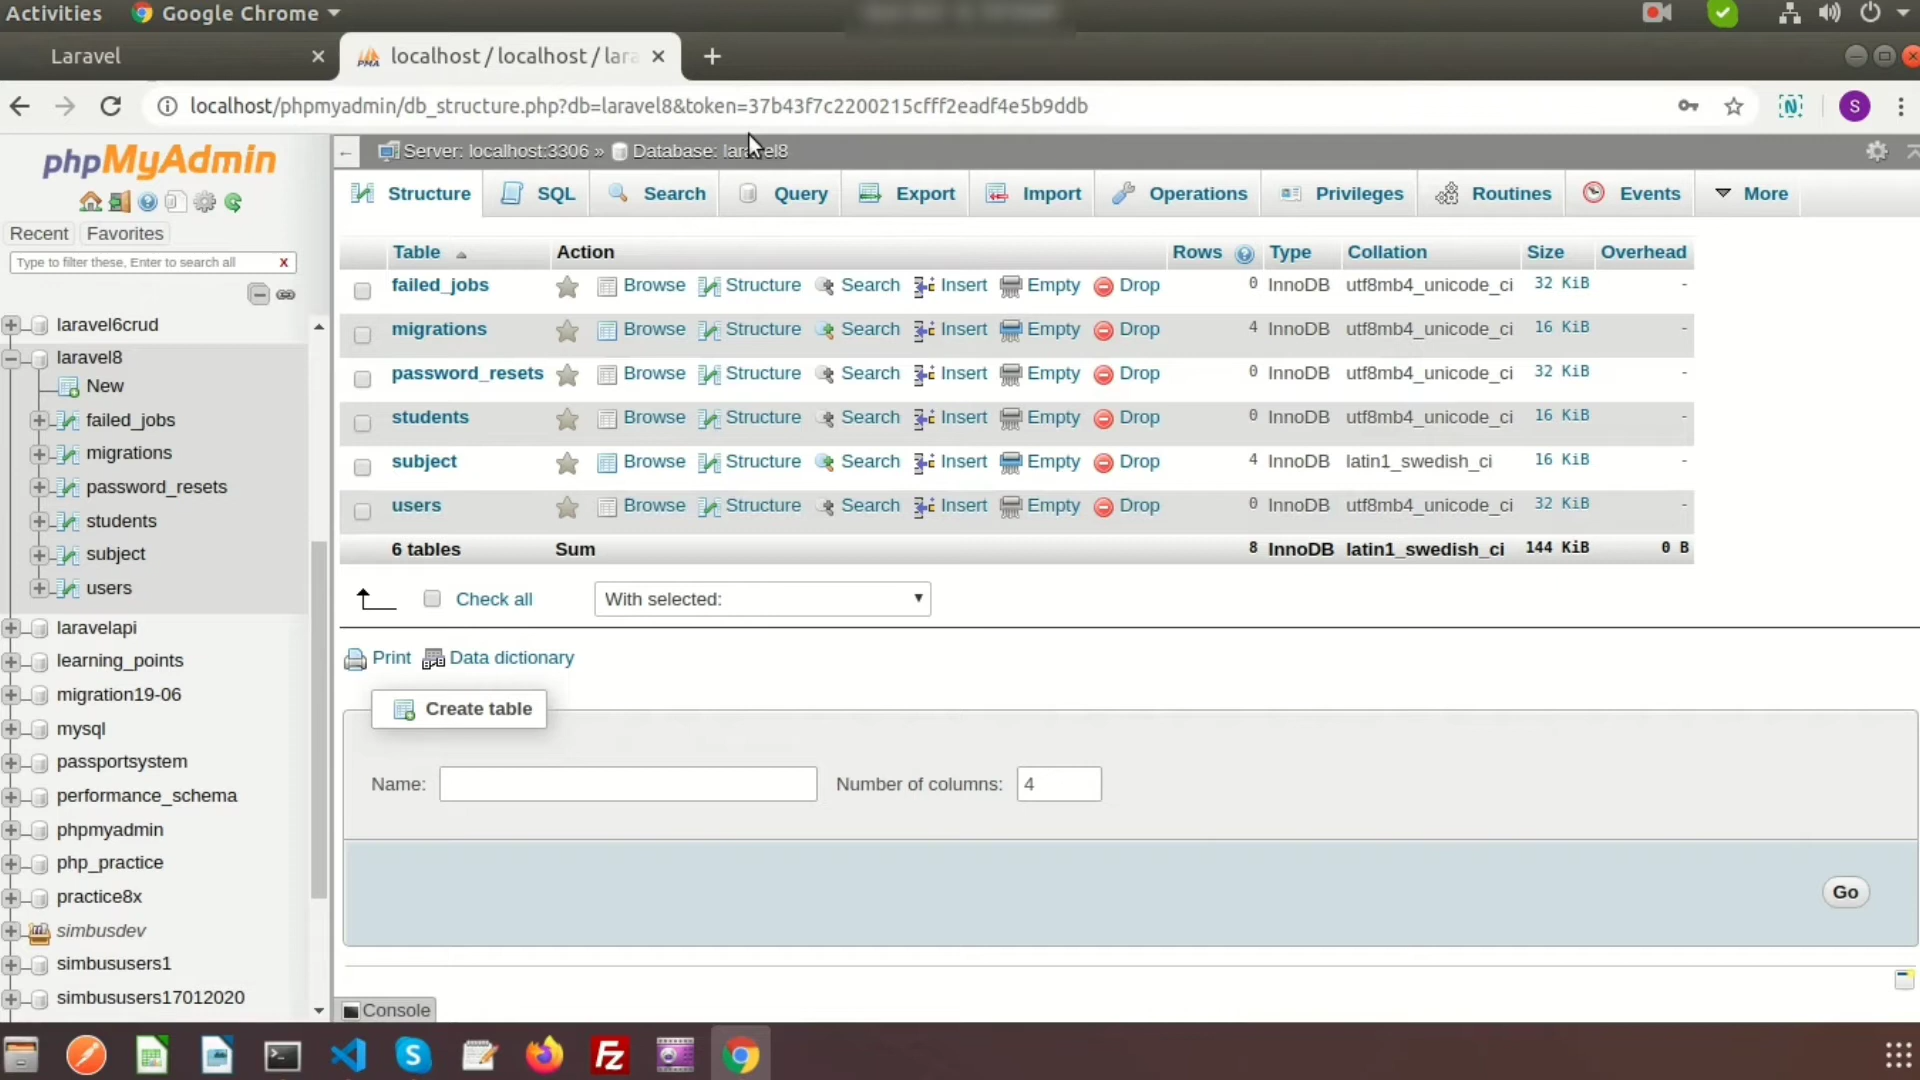 Activities
Google Chrome
Laravel
localhost / localhost / lara
localhost/phpmyadmin/db_structure.php?db=laravel8&token=37b43f7c2200215cfff2eadf4e5b9ddb
S
phpMyAdmin
Recent Favorites
Type to filter these, Enter to search all X
laravel6crud
laravel8
New
failed_jobs
migrations
password_resets
students
subject
users
laravelapi
learning_points
migration19-06
mysql
passportsystem
performance_schema
phpmyadmin
php_practice
practice8x
simbusdev
simbususers1
simbususers17012020
Server: localhost:3306 » Database: laravel8
Structure SQL Search Query Export Import Operations Privileges Routines Events More
Table Action Rows Type Collation Size Overhead
failed_jobs Browse Structure Search Insert Empty Drop 0 InnoDB utf8mb4_unicode_ci 32 KiB -
migrations Browse Structure Search Insert Empty Drop 4 InnoDB utf8mb4_unicode_ci 16 KiB -
password_resets Browse Structure Search Insert Empty Drop 0 InnoDB utf8mb4_unicode_ci 32 KiB -
students Browse Structure Search Insert Empty Drop 0 InnoDB utf8mb4_unicode_ci 16 KiB -
subject Browse Structure Search Insert Empty Drop 4 InnoDB latin1_swedish_ci 16 KiB -
users Browse Structure Search Insert Empty Drop 0 InnoDB utf8mb4_unicode_ci 32 KiB -
6 tables Sum 8 InnoDB latin1_swedish_ci 144 KiB 0 B
Check all With selected:
Print Data dictionary
Create table
Name: Number of columns: 4
Go
Console